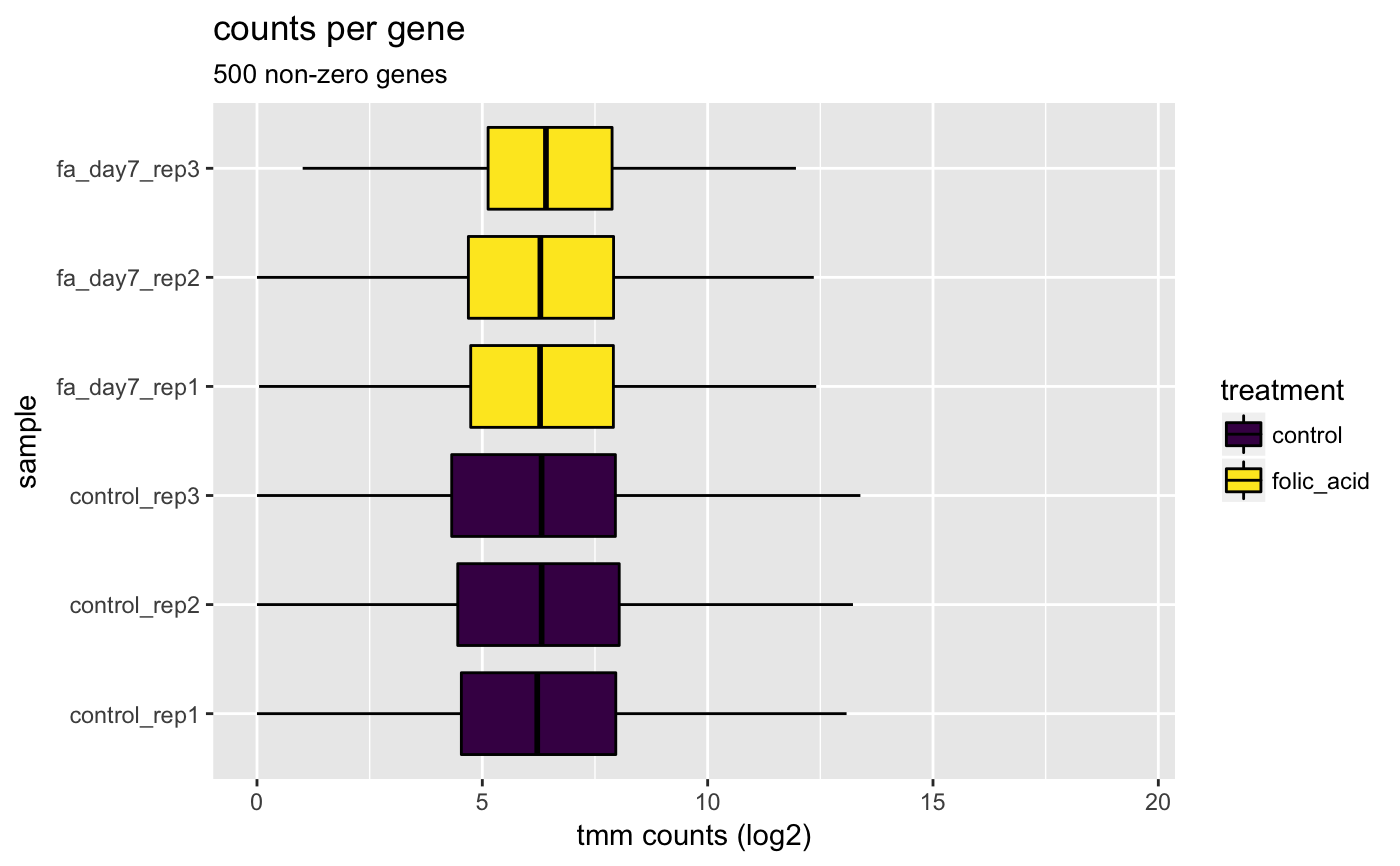 counts per gene
500 non-zero genes
fa_day7_rep3
fa_day7_rep2
fa_day7_rep1
control_rep3
control_rep2
control_rep1
sample
0 5 10 15 20
tmm counts (log2)
treatment
control
folic_acid